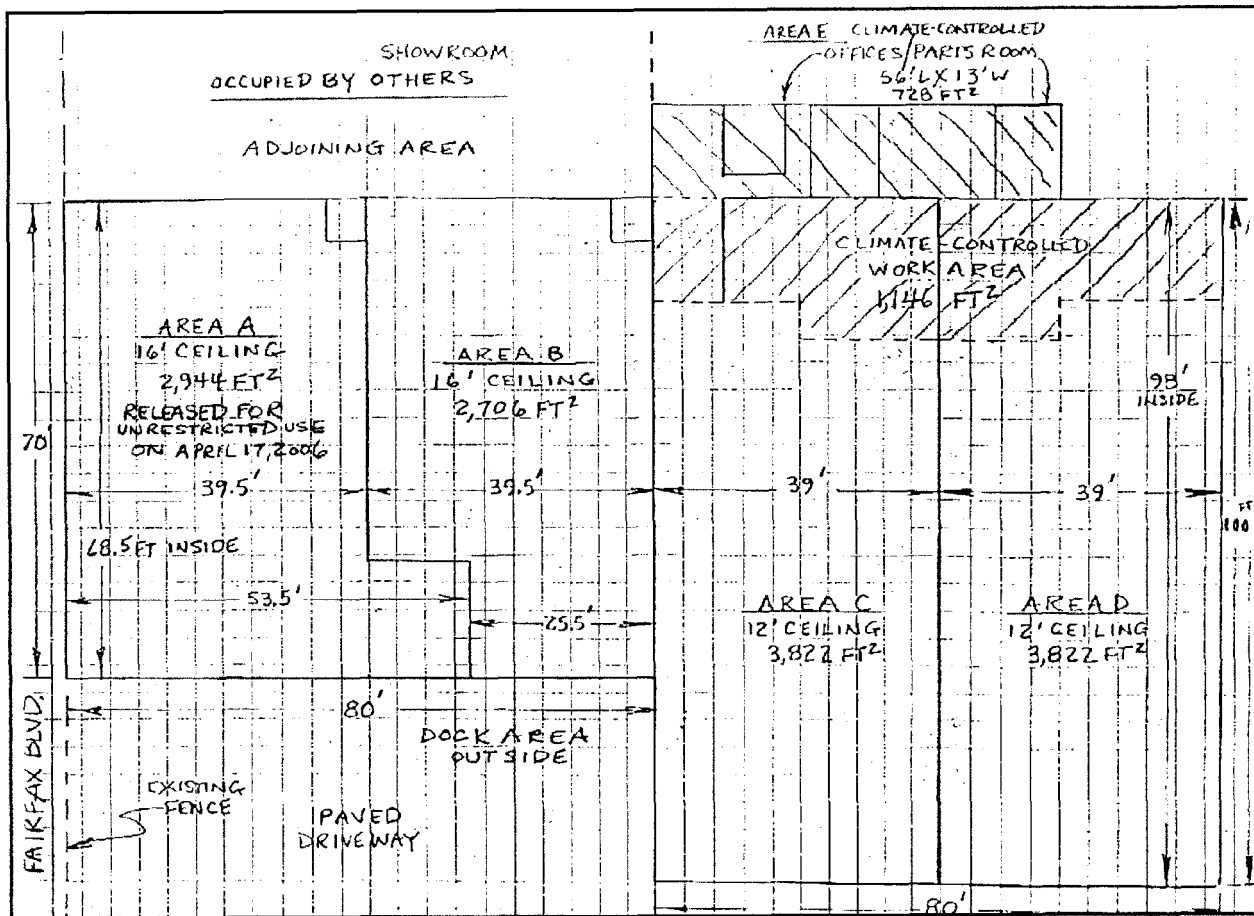 SHOWROOM
OCCUPIED BY OTHERS
ADJOINING AREA
AREA E CLIMATE-CONTROLLED
OFFICES/PARTS ROOM
56'L X 13'W
728 FT²
CLIMATE-CONTROLLED
WORK AREA
1,146 FT²
AREA A
16' CEILING
2,944 FT²
RELEASED FOR
UNRESTRICTED USE
ON APRIL 17, 2006
AREA B
16' CEILING
2,706 FT²
98'
INSIDE
70'
39.5'
39.5'
39'
39'
100 FT
68.5 FT INSIDE
53.5'
25.5'
AREA C
12' CEILING
3,822 FT²
AREA D
12' CEILING
3,822 FT²
80'
DOCK AREA
OUTSIDE
FAIRFAX BLVD.
EXISTING
FENCE
PAVED
DRIVEWAY
80'